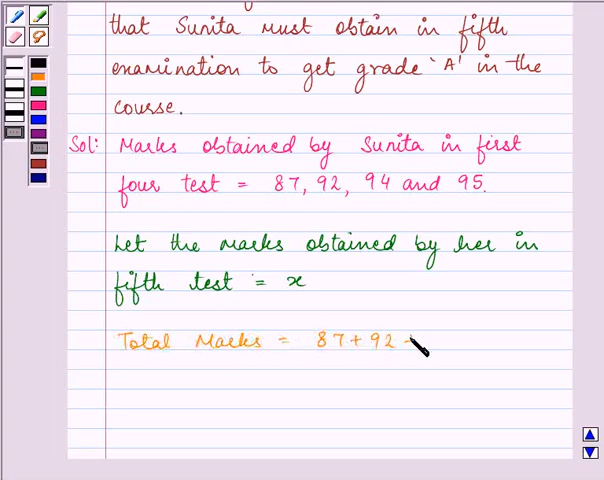 that Sunita must obtain in fifth
examination to get grade 'A' in the
course.
Sol: Marks obtained by Sunita in first
four test = 87, 92, 94 and 95.
Let the marks obtained by her in
fifth test = x
Total Marks = 87 + 92 -